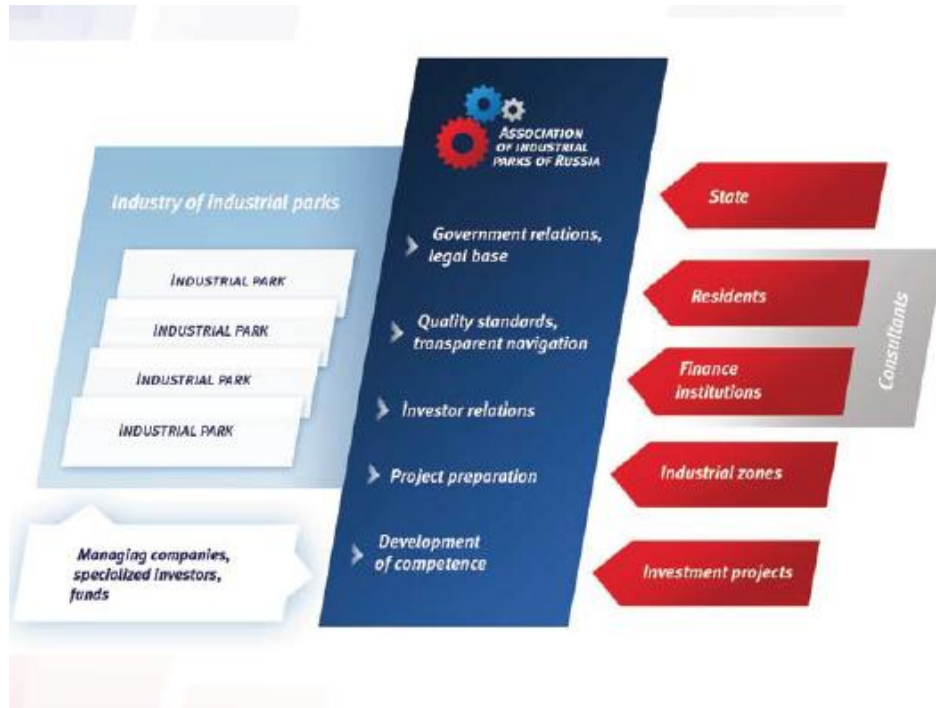 ASSOCIATION
OF INDUSTRIAL
PARKS OF RUSSIA
Industry of industrial parks
INDUSTRIAL PARK
INDUSTRIAL PARK
INDUSTRIAL PARK
INDUSTRIAL PARK
Managing companies,
specialized investors,
funds
Government relations,
legal base
Quality standards,
transparent navigation
Investor relations
Project preparation
Development
of competence
State
Residents
Finance
institutions
Industrial zones
Investment projects
Consultants